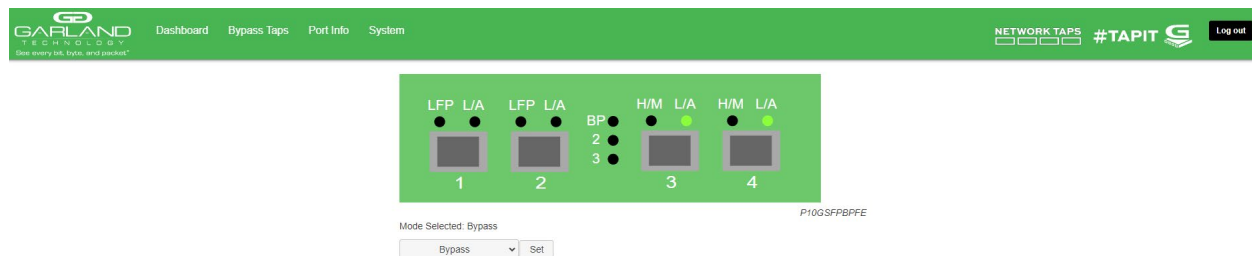 GARLAND
TECHNOLOGY
See every bit, byte, and packet.®
Dashboard Bypass Taps Port Info System
NETWORK TAPS
#TAPIT
Log out
LFP L/A LFP L/A H/M L/A H/M L/A
BP
2
3
1 2 3 4
P10GSFPBPFE
Mode Selected: Bypass
Bypass Set